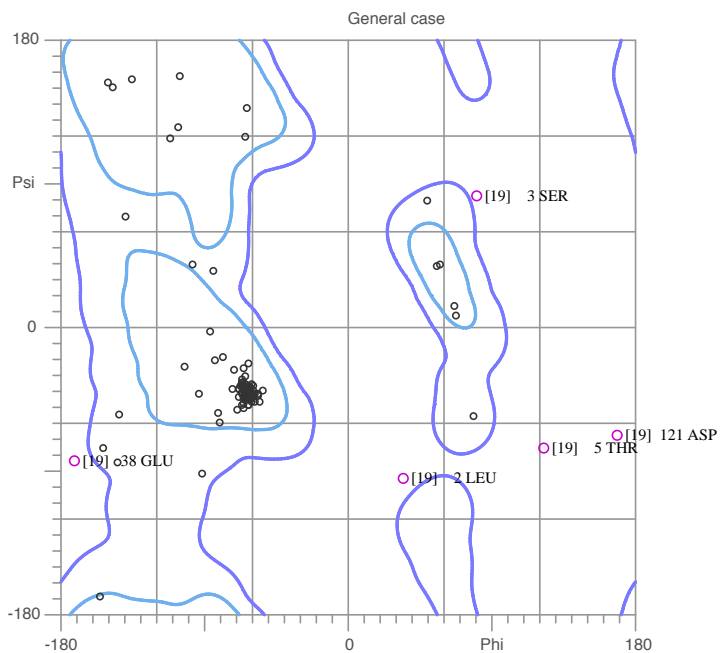 General case
180
Psi
[19] 3 SER
0
[19] 121 ASP
[19] 5 THR
[19] 38 GLU
[19] 2 LEU
-180
-180 0 Phi 180